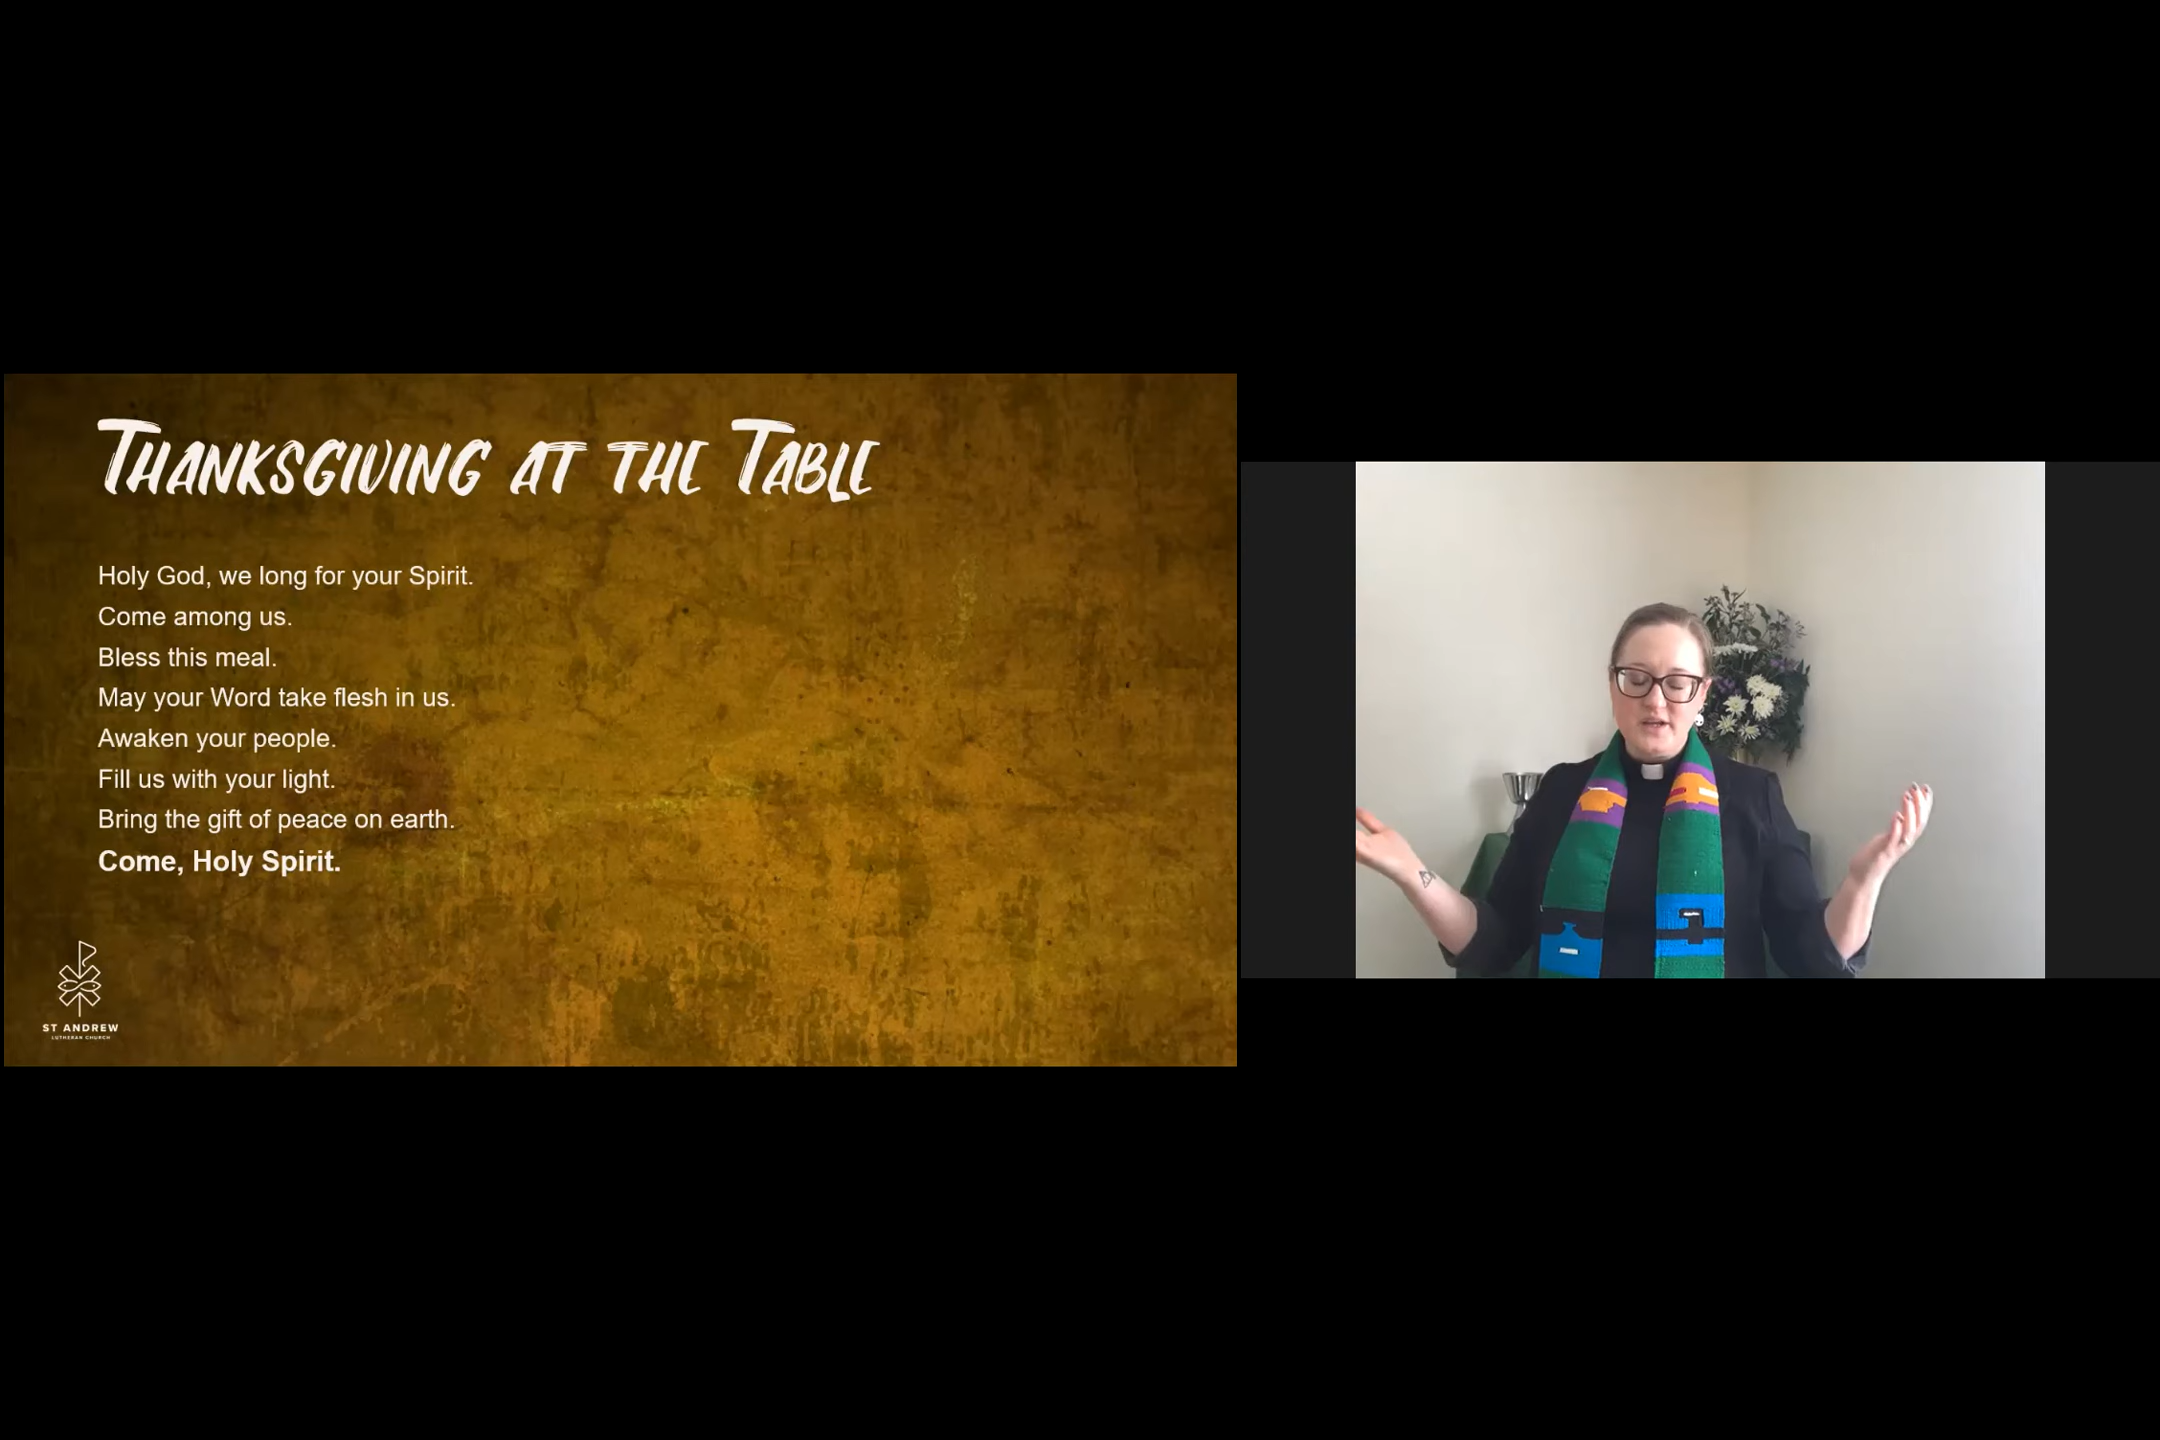 THANKSGIVING AT THE TABLE
Holy God, we long for your Spirit.
Come among us.
Bless this meal.
May your Word take flesh in us.
Awaken your people.
Fill us with your light.
Bring the gift of peace on earth.
Come, Holy Spirit.
ST ANDREW
LUTHERAN CHURCH